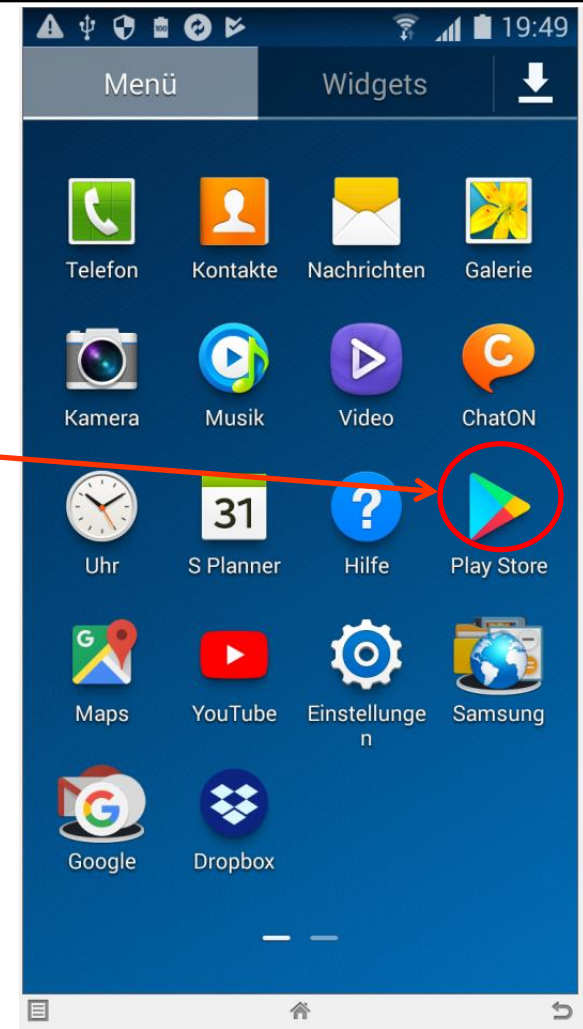 100 19:49
Menü Widgets
Telefon Kontakte Nachrichten Galerie
C
Kamera Musik Video ChatON
31 ?
Uhr S Planner Hilfe Play Store
G
Maps YouTube Einstellunge Samsung
n
G
Google Dropbox